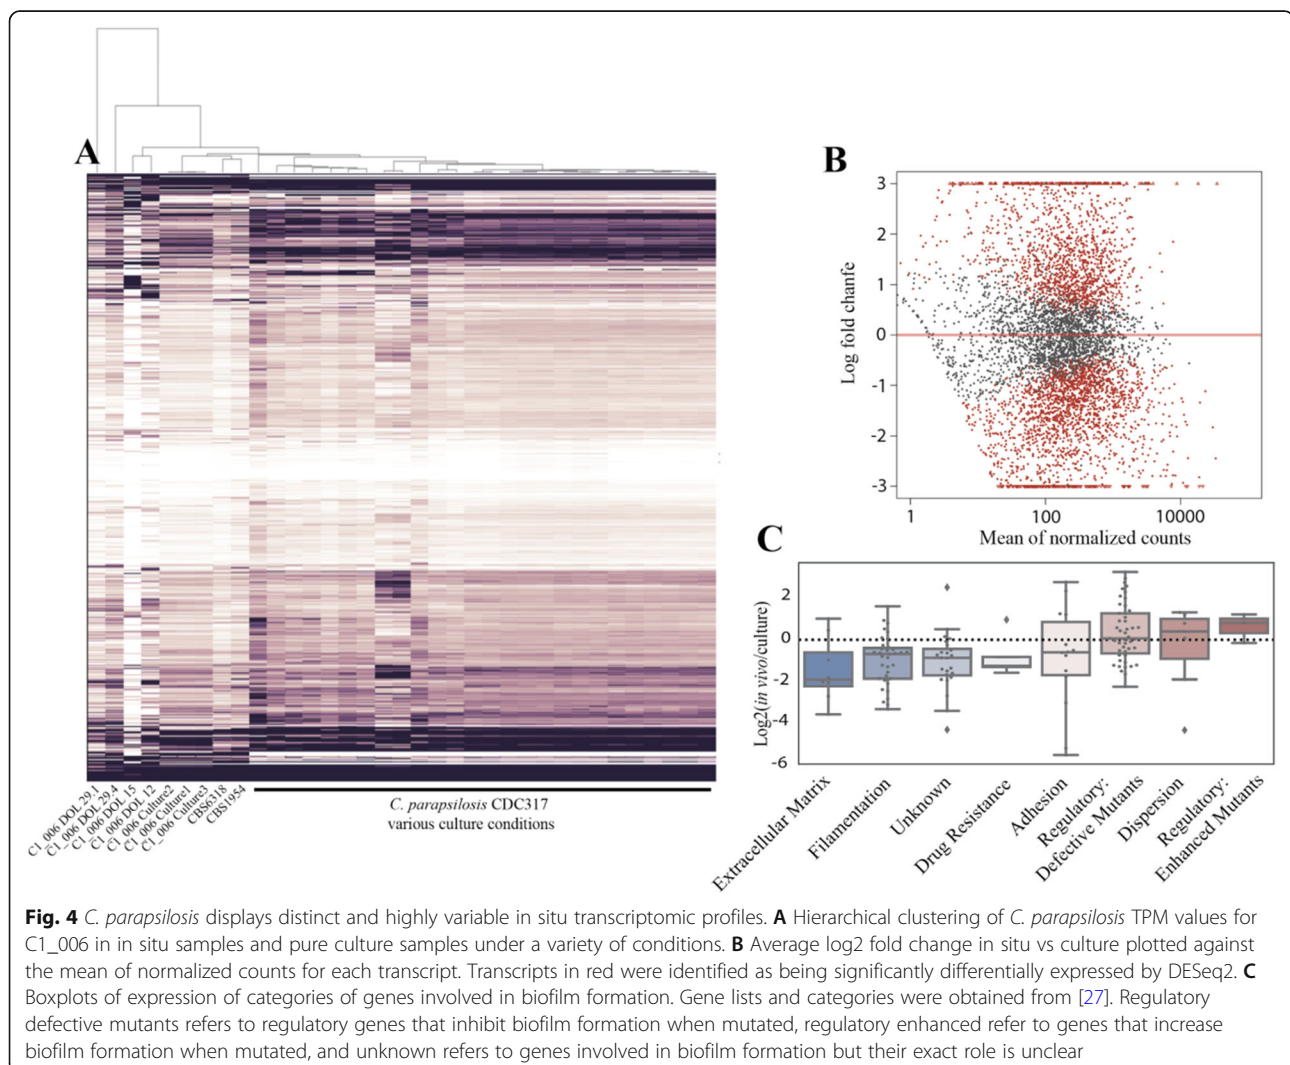 A
B
3
2
1
0
-1
-2
-3
Log fold chanfe
1
100
10000
Mean of normalized counts
C1_006 DOL 29.1
C1_006 DOL 29.4
C1_006 DOL 15
C1_006 DOL 12
C1_006 Culture2
C1_006 Culture1
C1_006 Culture3
CBS6318
CBS1954
C. parapsilosis CDC317
various culture conditions
C
2
0
-2
-4
-6
Log2(in vivo/culture)
Extracellular Matrix
Filamentation
Unknown
Drug Resistance
Adhesion
Regulatory:
Defective Mutants
Dispersion
Regulatory:
Enhanced Mutants
Fig. 4 C. parapsilosis displays distinct and highly variable in situ transcriptomic profiles. A Hierarchical clustering of C. parapsilosis TPM values for
C1_006 in in situ samples and pure culture samples under a variety of conditions. B Average log2 fold change in situ vs culture plotted against
the mean of normalized counts for each transcript. Transcripts in red were identified as being significantly differentially expressed by DESeq2. C
Boxplots of expression of categories of genes involved in biofilm formation. Gene lists and categories were obtained from [27]. Regulatory
defective mutants refers to regulatory genes that inhibit biofilm formation when mutated, regulatory enhanced refer to genes that increase
biofilm formation when mutated, and unknown refers to genes involved in biofilm formation but their exact role is unclear